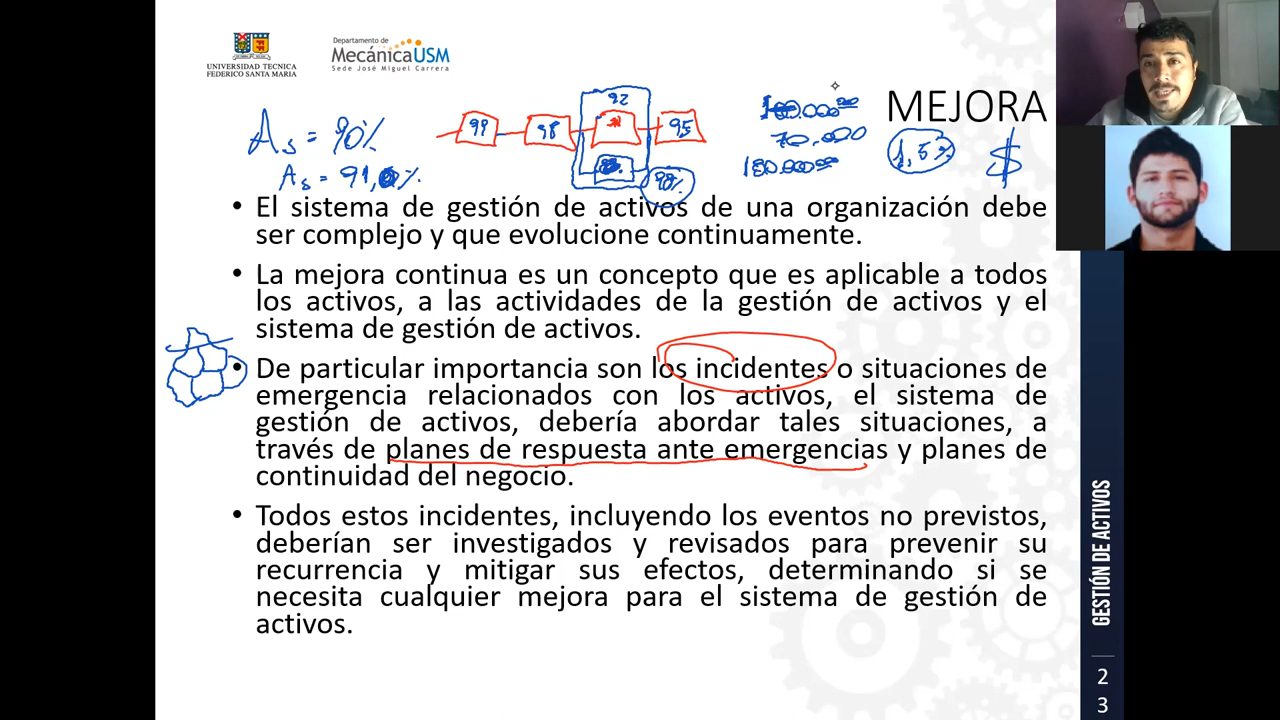 UNIVERSIDAD TECNICA
FEDERICO SANTA MARIA
Departamento de
MecánicaUSM
Sede José Miguel Carrera
MEJORA
As = 90%
As = 91,0%
99
98
92
95
98%
70,000
180.000
1,5%
$
• El sistema de gestión de activos de una organización debe
ser complejo y que evolucione continuamente.
• La mejora continua es un concepto que es aplicable a todos
los activos, a las actividades de la gestión de activos y el
sistema de gestión de activos.
• De particular importancia son los incidentes o situaciones de
emergencia relacionados con los activos, el sistema de
gestión de activos, debería abordar tales situaciones, a
través de planes de respuesta ante emergencias y planes de
continuidad del negocio.
• Todos estos incidentes, incluyendo los eventos no previstos,
deberían ser investigados y revisados para prevenir su
recurrencia y mitigar sus efectos, determinando si se
necesita cualquier mejora para el sistema de gestión de
activos.
GESTIÓN DE ACTIVOS
2
3